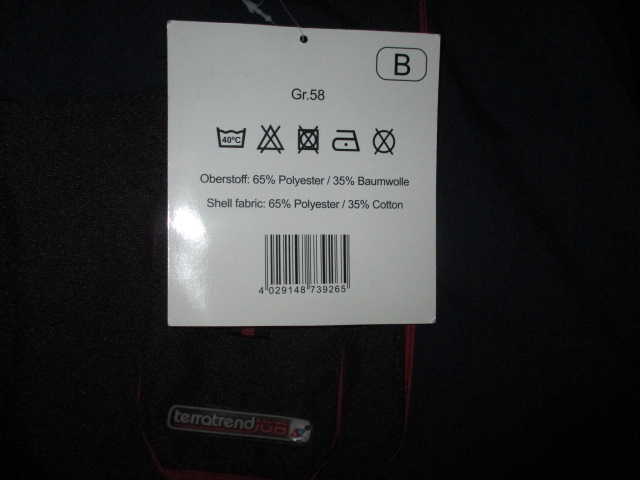 B
Gr.58
40°C
Oberstoff: 65% Polyester / 35% Baumwolle
Shell fabric: 65% Polyester / 35% Cotton
4 029148 739265
terratrend JOB